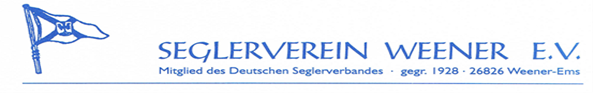 SEGLERVEREIN WEENER E.V.
Mitglied des Deutschen Seglerverbandes · gegr. 1928 · 26826 Weener-Ems